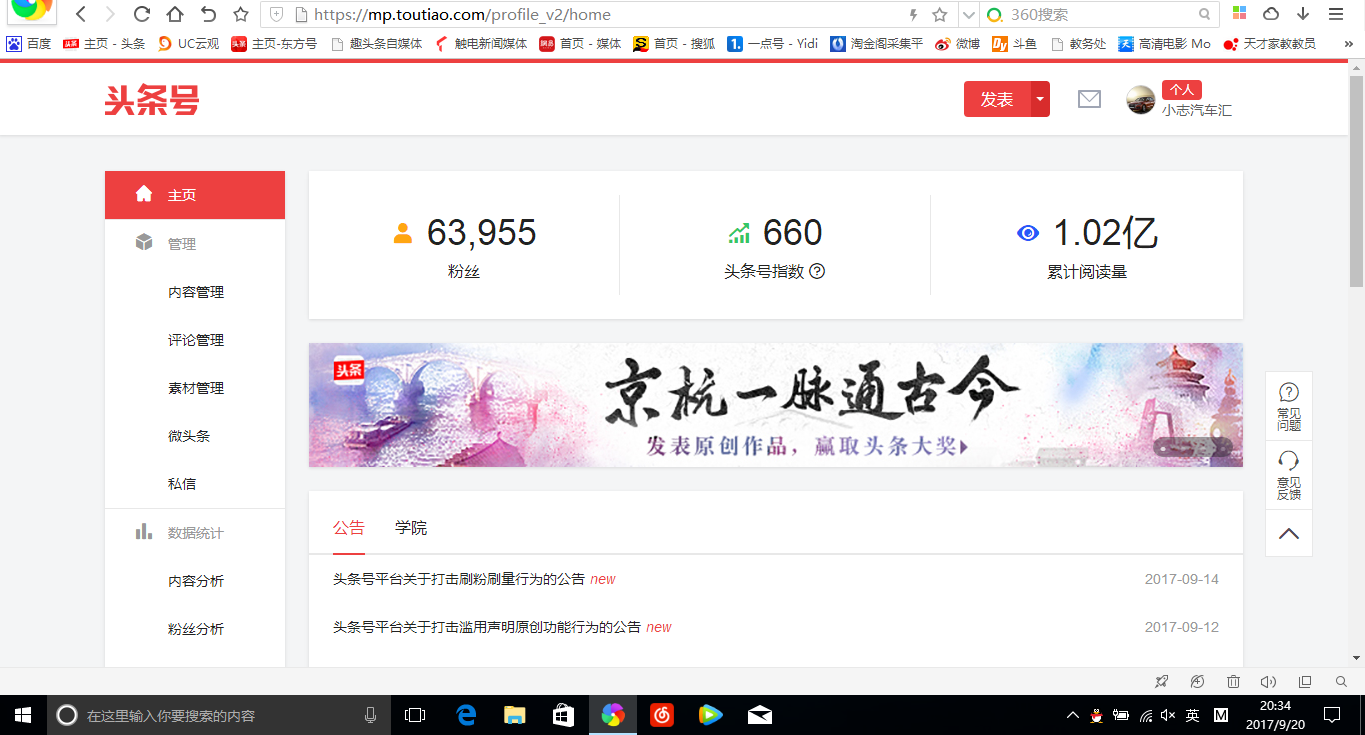 https://mp.toutiao.com/profile_v2/home
360搜索
百度
头条
主页 - 头条
UC云观
头条
主页-东方号
趣头条自媒体
触电新闻媒体
首页 - 媒体
首页 - 搜狐
1.
一点号 - Yidi
淘金阁采集平
微博
Dy
斗鱼
教务处
天
高清电影 Mo
天才家教教员
»
头条号
发表
个人
小志汽车汇
主页
管理
内容管理
评论管理
素材管理
微头条
私信
数据统计
内容分析
粉丝分析
63,955
粉丝
660
头条号指数 ?
1.02亿
累计阅读量
头条
京杭一脉通古今
发表原创作品，赢取头条大奖
公告
学院
头条号平台关于打击刷粉刷量行为的公告 new
2017-09-14
头条号平台关于打击滥用声明原创功能行为的公告 new
2017-09-12
?
常见
问题
意见
反馈
在这里输入你要搜索的内容
英
M
20:34
2017/9/20